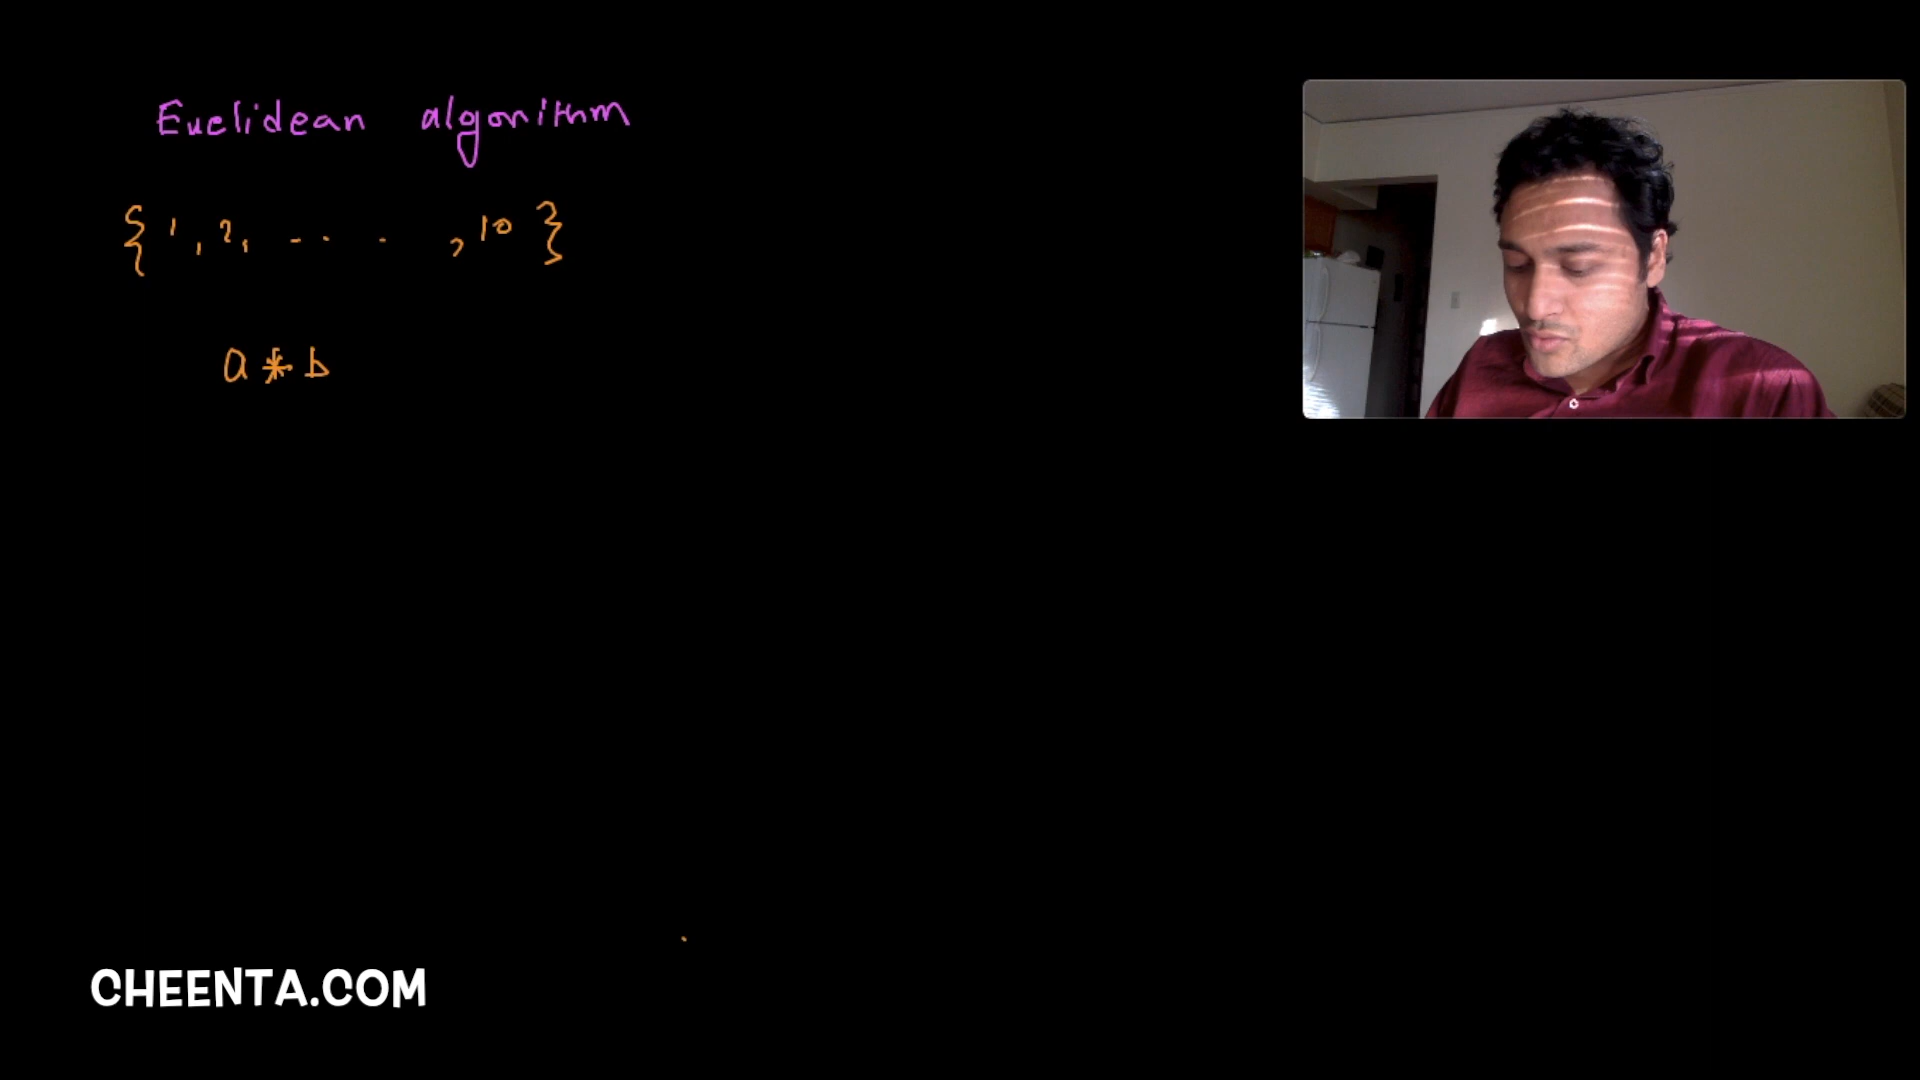 Euclidean algorithm
{ 1, 2, - . . , 10 }
a * b
CHEENTA.COM